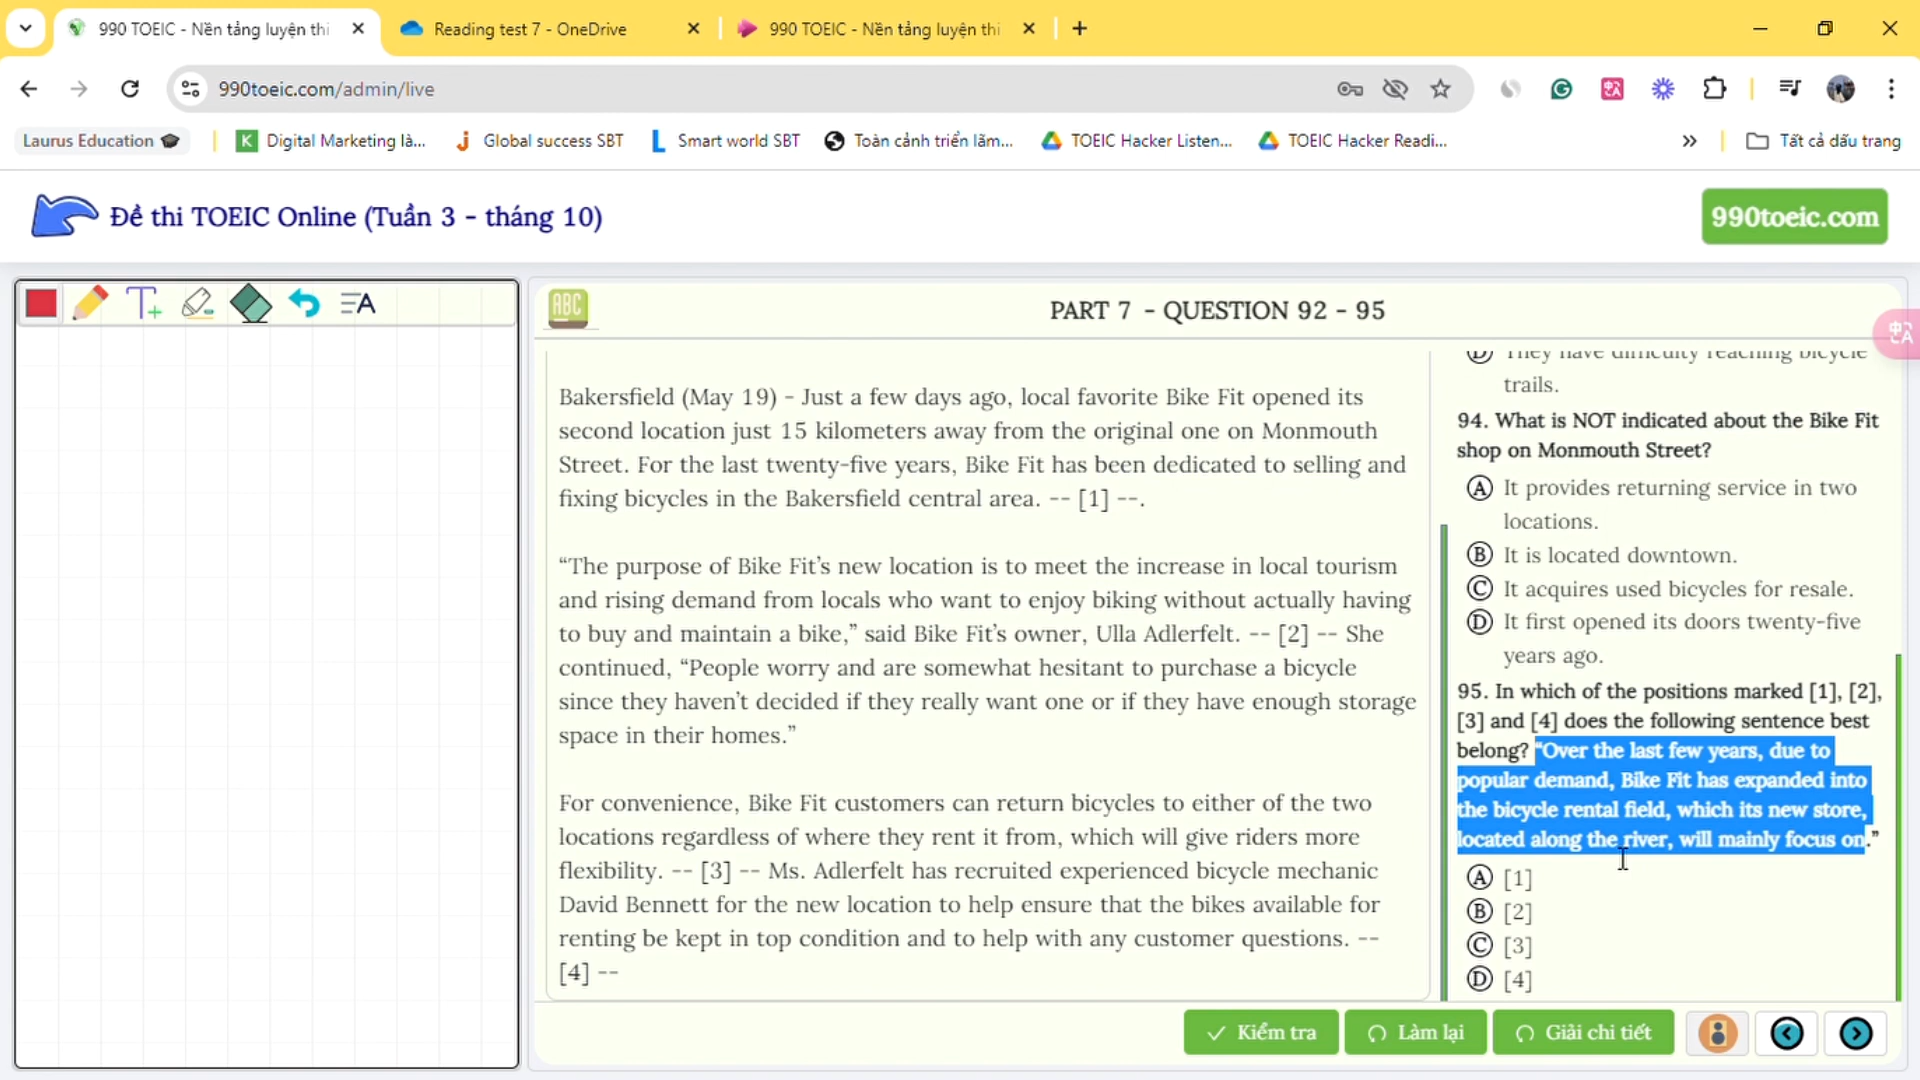 990 TOEIC - Nền tảng luyện thi
Reading test 7 - OneDrive
990 TOEIC - Nền tảng luyện thi
990toeic.com/admin/live
Laurus Education
Digital Marketing là...
Global success SBT
Smart world SBT
Toàn cảnh triển lãm...
TOEIC Hacker Listen...
TOEIC Hacker Readi...
Tất cả dấu trang
Đề thi TOEIC Online (Tuần 3 - tháng 10)
990toeic.com
ABC
PART 7 - QUESTION 92 - 95
Bakersfield (May 19) - Just a few days ago, local favorite Bike Fit opened its
second location just 15 kilometers away from the original one on Monmouth
Street. For the last twenty-five years, Bike Fit has been dedicated to selling and
fixing bicycles in the Bakersfield central area. -- [1] --.
“The purpose of Bike Fit’s new location is to meet the increase in local tourism
and rising demand from locals who want to enjoy biking without actually having
to buy and maintain a bike,” said Bike Fit’s owner, Ulla Adlerfelt. -- [2] -- She
continued, “People worry and are somewhat hesitant to purchase a bicycle
since they haven’t decided if they really want one or if they have enough storage
space in their homes.”
For convenience, Bike Fit customers can return bicycles to either of the two
locations regardless of where they rent it from, which will give riders more
flexibility. -- [3] -- Ms. Adlerfelt has recruited experienced bicycle mechanic
David Bennett for the new location to help ensure that the bikes available for
renting be kept in top condition and to help with any customer questions. --
[4] --
D They have difficulty reaching bicycle
trails.
94. What is NOT indicated about the Bike Fit
shop on Monmouth Street?
A It provides returning service in two
locations.
B It is located downtown.
C It acquires used bicycles for resale.
D It first opened its doors twenty-five
years ago.
95. In which of the positions marked [1], [2],
[3] and [4] does the following sentence best
belong? “Over the last few years, due to
popular demand, Bike Fit has expanded into
the bicycle rental field, which its new store,
located along the river, will mainly focus on.”
A [1]
B [2]
C [3]
D [4]
Kiểm tra
Làm lại
Giải chi tiết